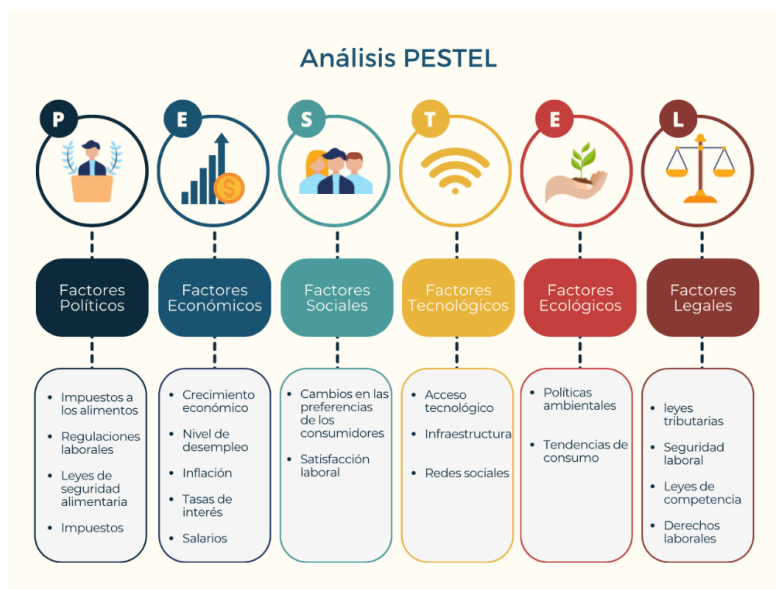 Análisis PESTEL
P
E
S
T
E
L
$
Factores
Políticos
Factores
Económicos
Factores
Sociales
Factores
Tecnológicos
Factores
Ecológicos
Factores
Legales
• Impuestos a
los alimentos
• Regulaciones
laborales
• Leyes de
seguridad
alimentaria
• Impuestos
• Crecimiento
económico
• Nivel de
desempleo
• Inflación
• Tasas de
interés
• Salarios
• Cambios en las
preferencias
de los
consumidores
• Satisfacción
laboral
• Acceso
tecnológico
• Infraestructura
• Redes sociales
• Políticas
ambientales
• Tendencias de
consumo
• leyes
tributarias
• Seguridad
laboral
• Leyes de
competencia
• Derechos
laborales